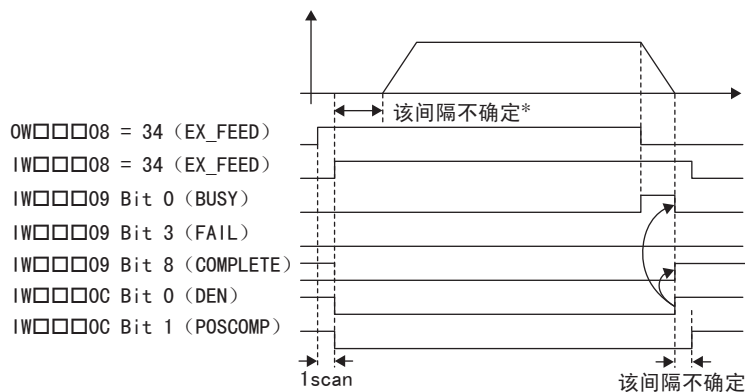 该间隔不确定*
OW□□□08 = 34（EX_FEED）
IW□□□08 = 34（EX_FEED）
IW□□□09 Bit 0（BUSY）
IW□□□09 Bit 3（FAIL）
IW□□□09 Bit 8（COMPLETE）
IW□□□0C Bit 0（DEN）
IW□□□0C Bit 1（POSCOMP）
1scan
该间隔不确定